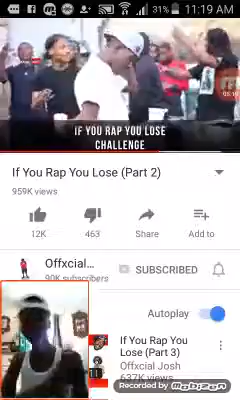 31% 11:19 AM
IF YOU RAP YOU LOSE
CHALLENGE
If You Rap You Lose (Part 2)
959K views
12K
463
Share
Add to
Offxcial...
90K subscribers
SUBSCRIBED
Autoplay
If You Rap You
Lose (Part 3)
Offxcial Josh
637K views
Recorded by Mobizen